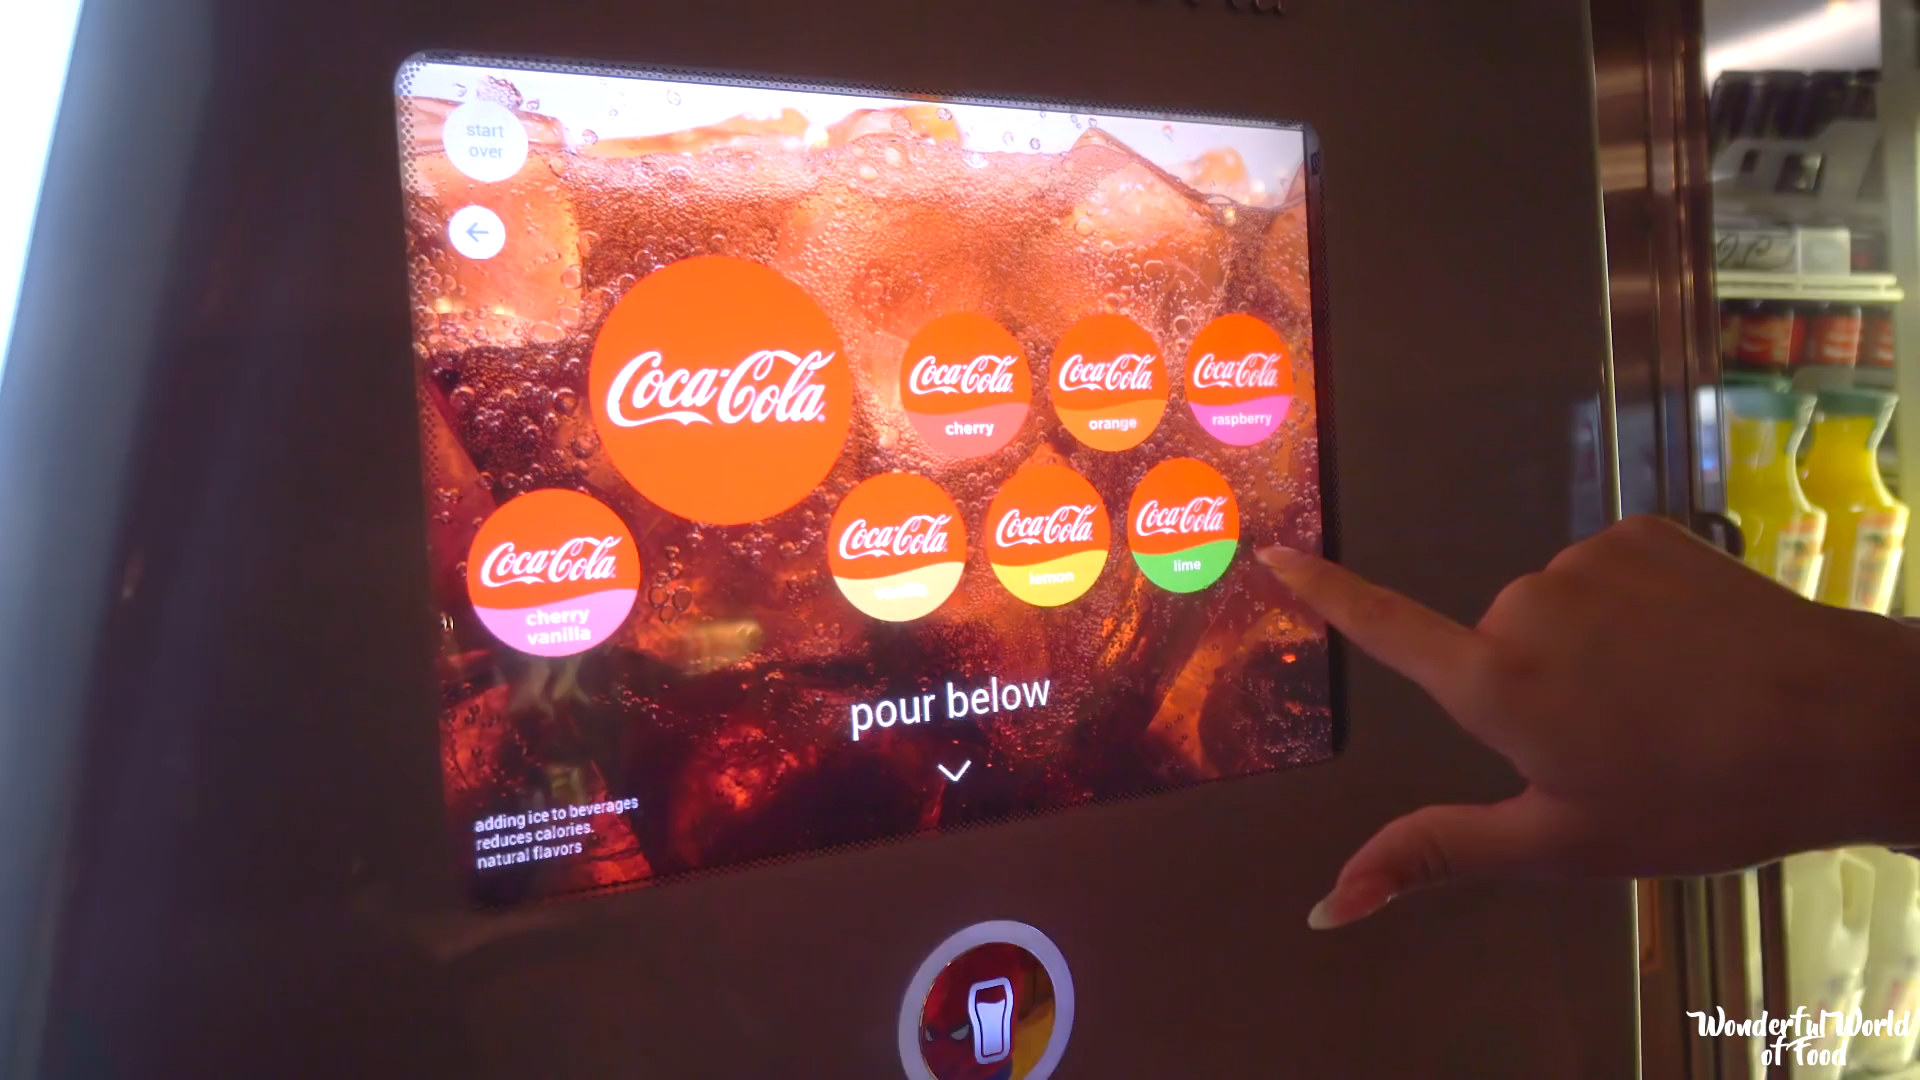 start
over
Coca-Cola
Coca-Cola
cherry
Coca-Cola
orange
Coca-Cola
raspberry
Coca-Cola
cherry
vanilla
Coca-Cola
vanilla
Coca-Cola
lemon
Coca-Cola
lime
pour below
adding ice to beverages
reduces calories.
natural flavors
Wonderful World
of Food